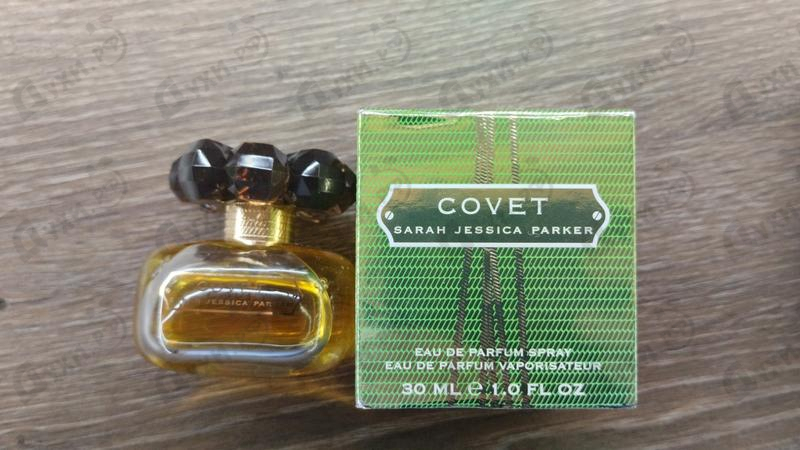 COVET
SARAH JESSICA PARKER
EAU DE PARFUM SPRAY
EAU DE PARFUM VAPORISATEUR
30 ML ℮ 1.0 FL OZ
COVET
JESSICA PAR